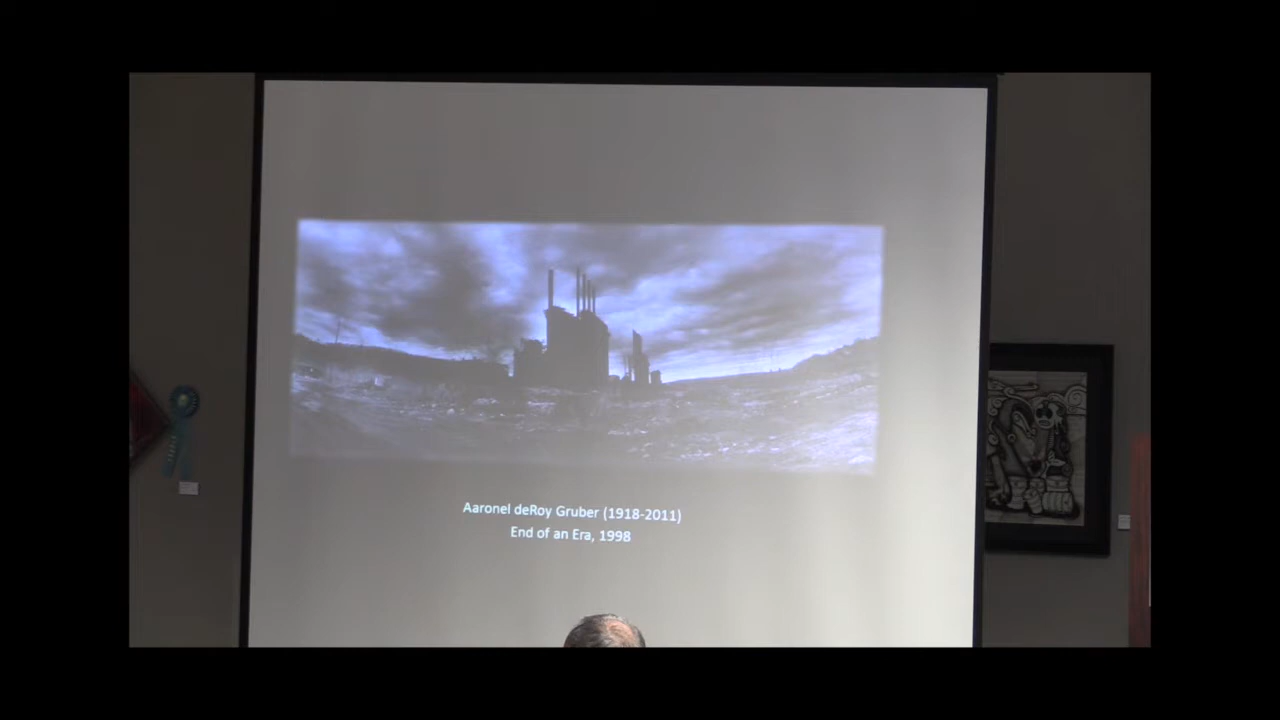 Aaronel deRoy Gruber (1918-2011)
End of an Era, 1998